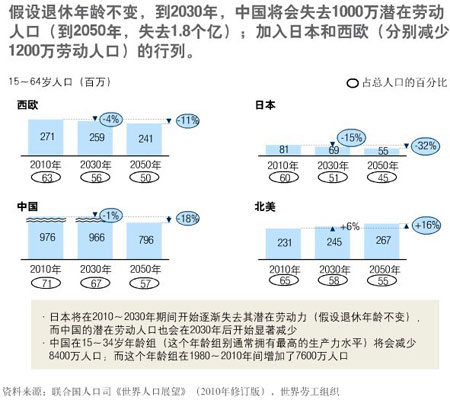 假设退休年龄不变，到2030年，中国将会失去1000万潜在劳动
人口（到2050年，失去1.8个亿）；加入日本和西欧（分别减少
1200万劳动人口）的行列。
15～64岁人口（百万）
占总人口的百分比
西欧
-4%
-11%
271
259
241
2010年
2030年
2050年
63
56
50
日本
-15%
-32%
81
69
55
2010年
2030年
2050年
60
51
45
中国
-1%
-18%
976
966
796
2010年
2030年
2050年
71
67
57
北美
+6%
+16%
231
245
267
2010年
2030年
2050年
65
58
55
· 日本将在2010～2030年期间开始逐渐失去其潜在劳动力（假设退休年龄不变），
而中国的潜在劳动人口也会在2030年后开始显著减少
· 中国在15～34岁年龄组（这个年龄组别通常拥有最高的生产力水平）将会减少
8400万人口；而这个年龄组在1980～2010年间增加了7600万人口
资料来源：联合国人口司《世界人口展望》（2010年修订版），世界劳工组织